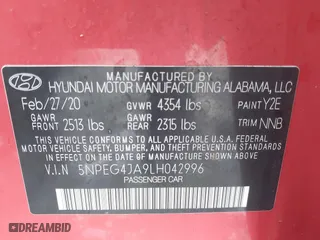 MANUFACTURED BY
HYUNDAI MOTOR MANUFACTURING ALABAMA, LLC
Feb/27/20 GVWR 4354 lbs PAINT Y2E
GAWR FRONT 2513 lbs GAWR REAR 2315 lbs TRIM NNB
THIS VEHICLE CONFORMS TO ALL APPLICABLE
U.S. FEDERAL MOTOR VEHICLE SAFETY, BUMPER,
AND THEFT PREVENTION STANDARDS IN EFFECT
ON THE DATE OF MANUFACTURE SHOWN ABOVE.
V.I.N 5NPEG4JA9LH042996
PASSENGER CAR
AUTOBIDCAR